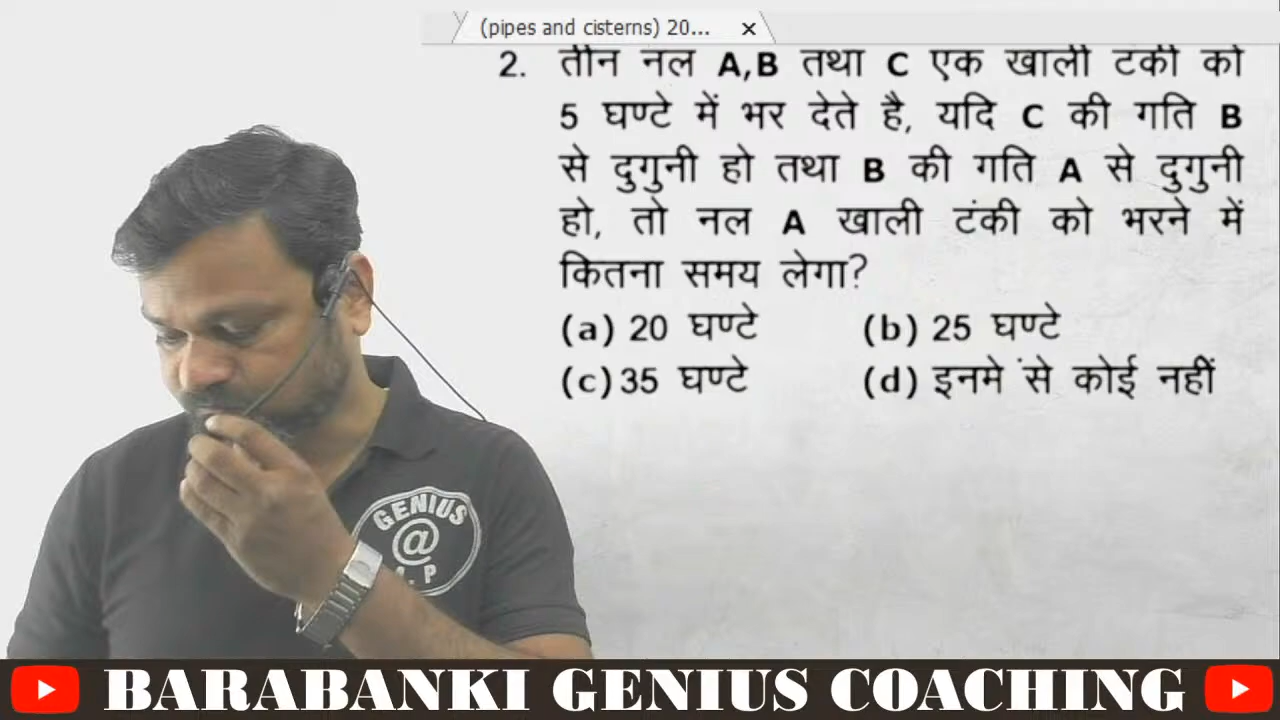 (pipes and cisterns) 20... ×
2. तीन नल A,B तथा C एक खाली टंकी को
5 घण्टे में भर देते है, यदि C की गति B
से दुगुनी हो तथा B की गति A से दुगुनी
हो, तो नल A खाली टंकी को भरने में
कितना समय लेगा?
(a) 20 घण्टे (b) 25 घण्टे
(c) 35 घण्टे (d) इनमे ंसे कोई नहीं
GENIUS
@
. P
BARABANKI GENIUS COACHING